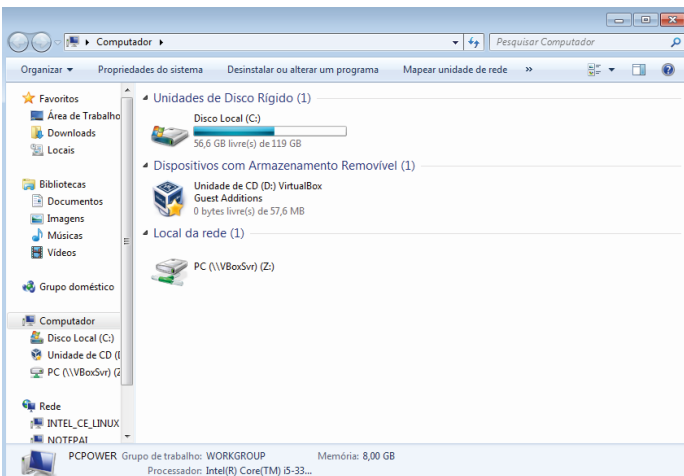 Computador
Pesquisar Computador
Organizar
Propriedades do sistema
Desinstalar ou alterar um programa
Mapear unidade de rede
»
Favoritos
Área de Trabalho
Downloads
Locais
Bibliotecas
Documentos
Imagens
Músicas
Vídeos
Grupo doméstico
Computador
Disco Local (C:)
Unidade de CD (
PC (\\VBoxSvr) (Z
Rede
INTEL_CE_LINUX
NOTEPAI
Unidades de Disco Rígido (1)
Disco Local (C:)
56,6 GB livre(s) de 119 GB
Dispositivos com Armazenamento Removível (1)
Unidade de CD (D:) VirtualBox
Guest Additions
0 bytes livre(s) de 57,6 MB
Local da rede (1)
PC (\\VBoxSvr) (Z:)
PCPOWER Grupo de trabalho: WORKGROUP Memória: 8,00 GB
Processador: Intel(R) Core(TM) i5-33...